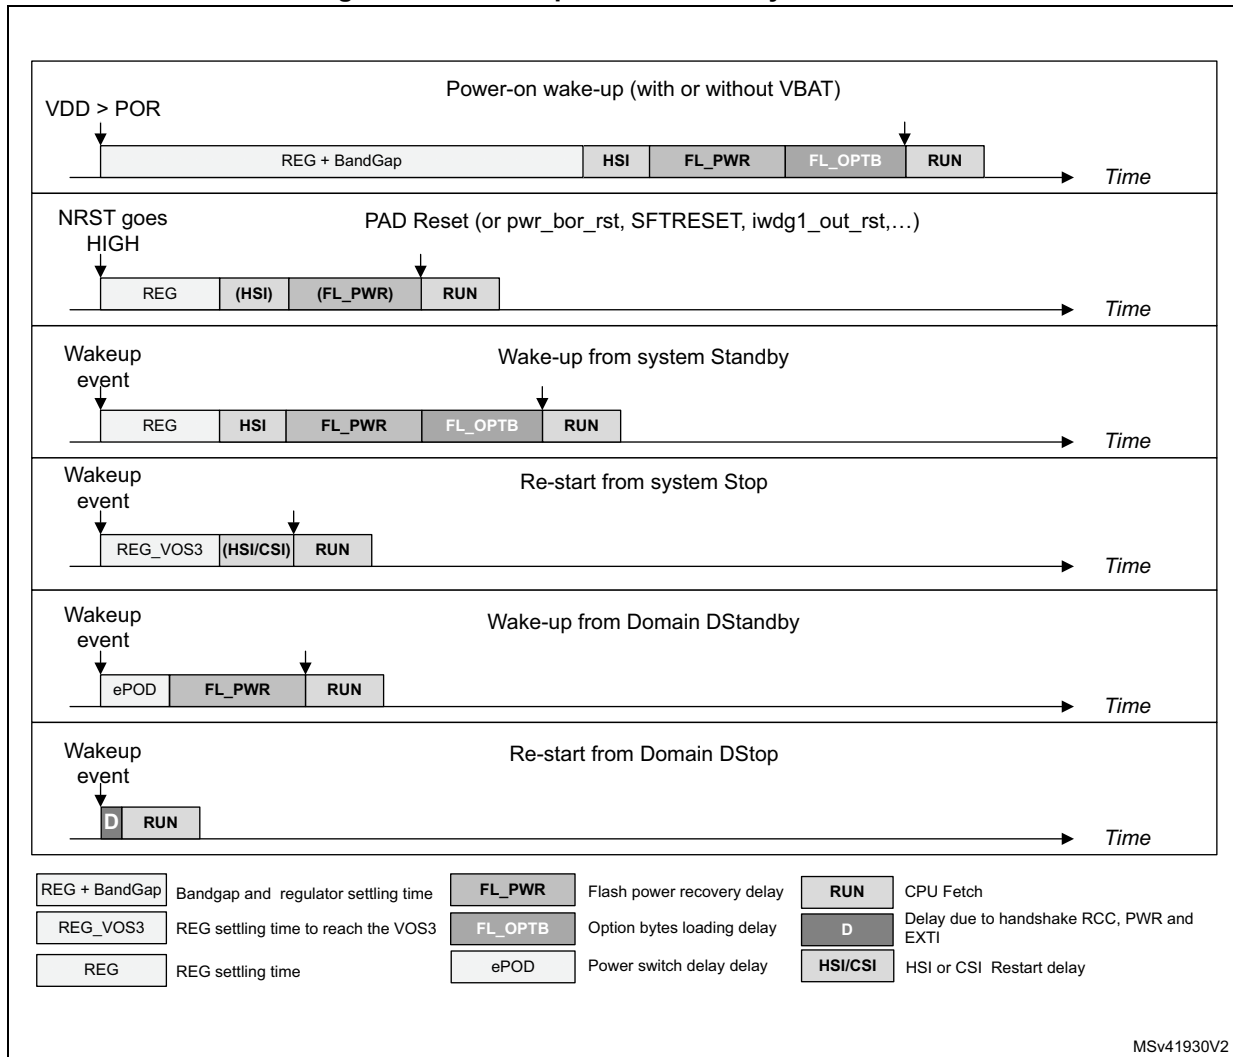 Power-on wake-up (with or without VBAT)
VDD > POR
REG + BandGap HSI FL_PWR FL_OPTB RUN
Time
NRST goes
HIGH
PAD Reset (or pwr_bor_rst, SFTRESET, iwdg1_out_rst,…)
REG (HSI) (FL_PWR) RUN
Time
Wakeup
event
Wake-up from system Standby
REG HSI FL_PWR FL_OPTB RUN
Time
Wakeup
event
Re-start from system Stop
REG_VOS3 (HSI/CSI) RUN
Time
Wakeup
event
Wake-up from Domain DStandby
ePOD FL_PWR RUN
Time
Wakeup
event
Re-start from Domain DStop
D RUN
Time
REG + BandGap Bandgap and regulator settling time FL_PWR Flash power recovery delay RUN CPU Fetch
REG_VOS3 REG settling time to reach the VOS3 FL_OPTB Option bytes loading delay D Delay due to handshake RCC, PWR and
EXTI
REG REG settling time ePOD Power switch delay delay HSI/CSI HSI or CSI Restart delay
MSv41930V2